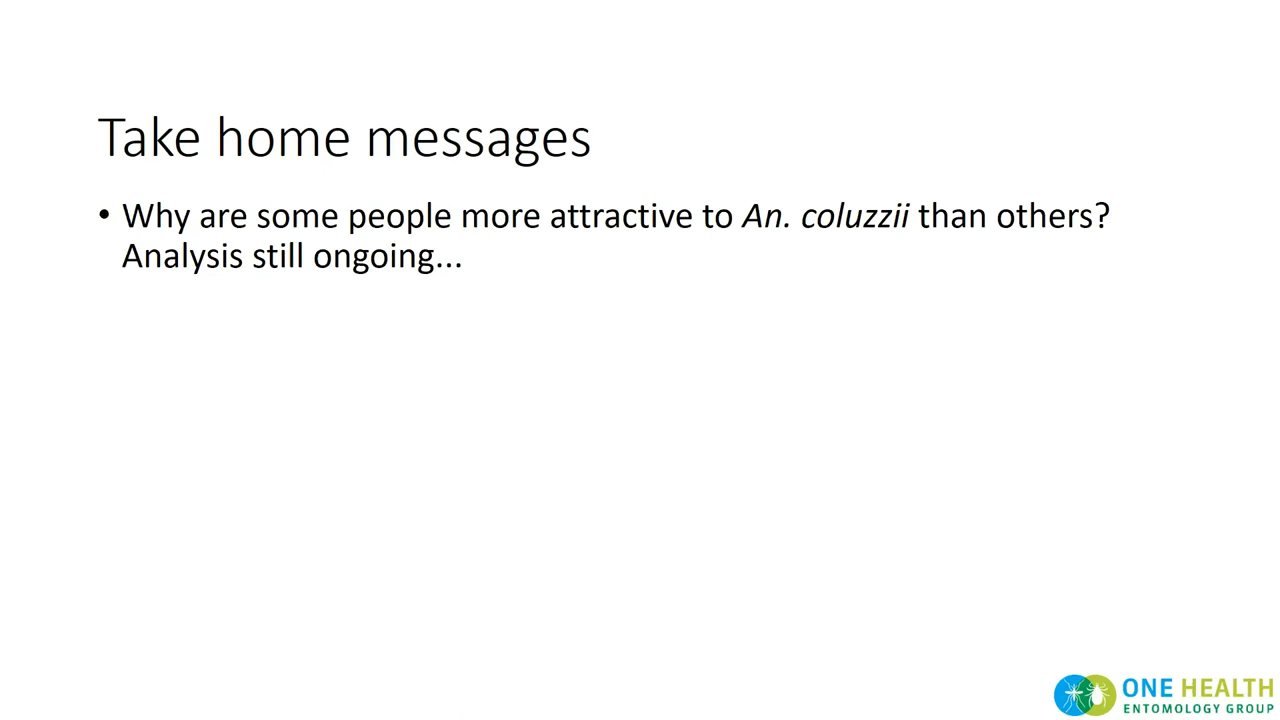 Take home messages
• Why are some people more attractive to An. coluzzii than others?
Analysis still ongoing...
ONE HEALTH
ENTOMOLOGY GROUP